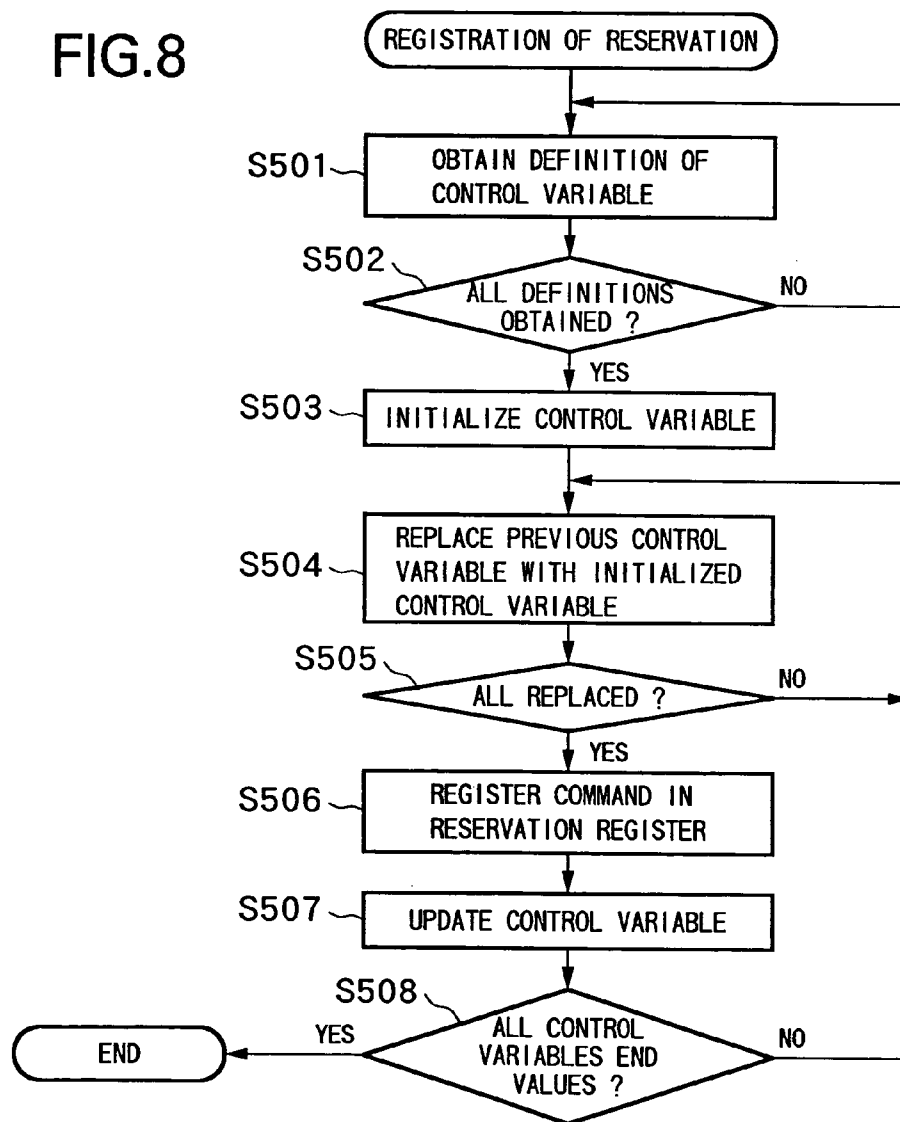 FIG.8
REGISTRATION OF RESERVATION
S501
OBTAIN DEFINITION OF
CONTROL VARIABLE
S502
ALL DEFINITIONS
OBTAINED ?
NO
YES
S503
INITIALIZE CONTROL VARIABLE
S504
REPLACE PREVIOUS CONTROL
VARIABLE WITH INITIALIZED
CONTROL VARIABLE
S505
ALL REPLACED ?
NO
YES
S506
REGISTER COMMAND IN
RESERVATION REGISTER
S507
UPDATE CONTROL VARIABLE
S508
ALL CONTROL
VARIABLES END
VALUES ?
YES
NO
END